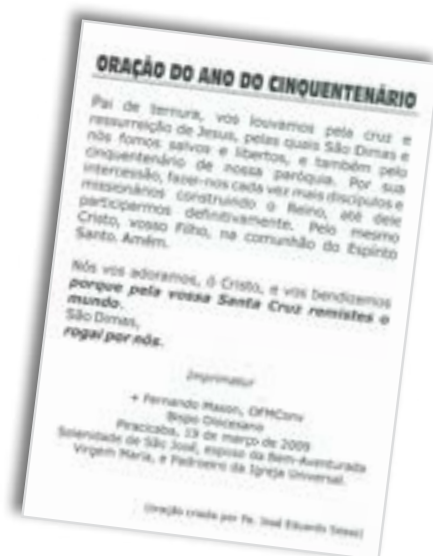 ORAÇÃO DO ANO DO CINQUENTENÁRIO
Pai de ternura, vos louvamos pela cruz e
ressurreição de Jesus, pelas quais São Dimas e
nós fomos salvos e libertos, e também pelo
cinquentenário de nossa paróquia. Por sua
intercessão, fazei-nos cada vez mais discípulos e
missionários construindo o Reino, até dele
participarmos definitivamente. Pelo mesmo
Cristo, vosso Filho, na comunhão do Espírito
Santo. Amém.
Nós vos adoramos, ó Cristo, e vos bendizemos
porque pela vossa Santa Cruz remistes o
mundo.
São Dimas,
rogai por nós.
Imprimatur
+ Fernando Mason, OFMConv
Bispo Diocesano
Piracicaba, 19 de março de 2009
Solenidade de São José, esposo da Bem-Aventurada
Virgem Maria, e Padroeiro da Igreja Universal.
(oração criada por Pe. José Eduardo